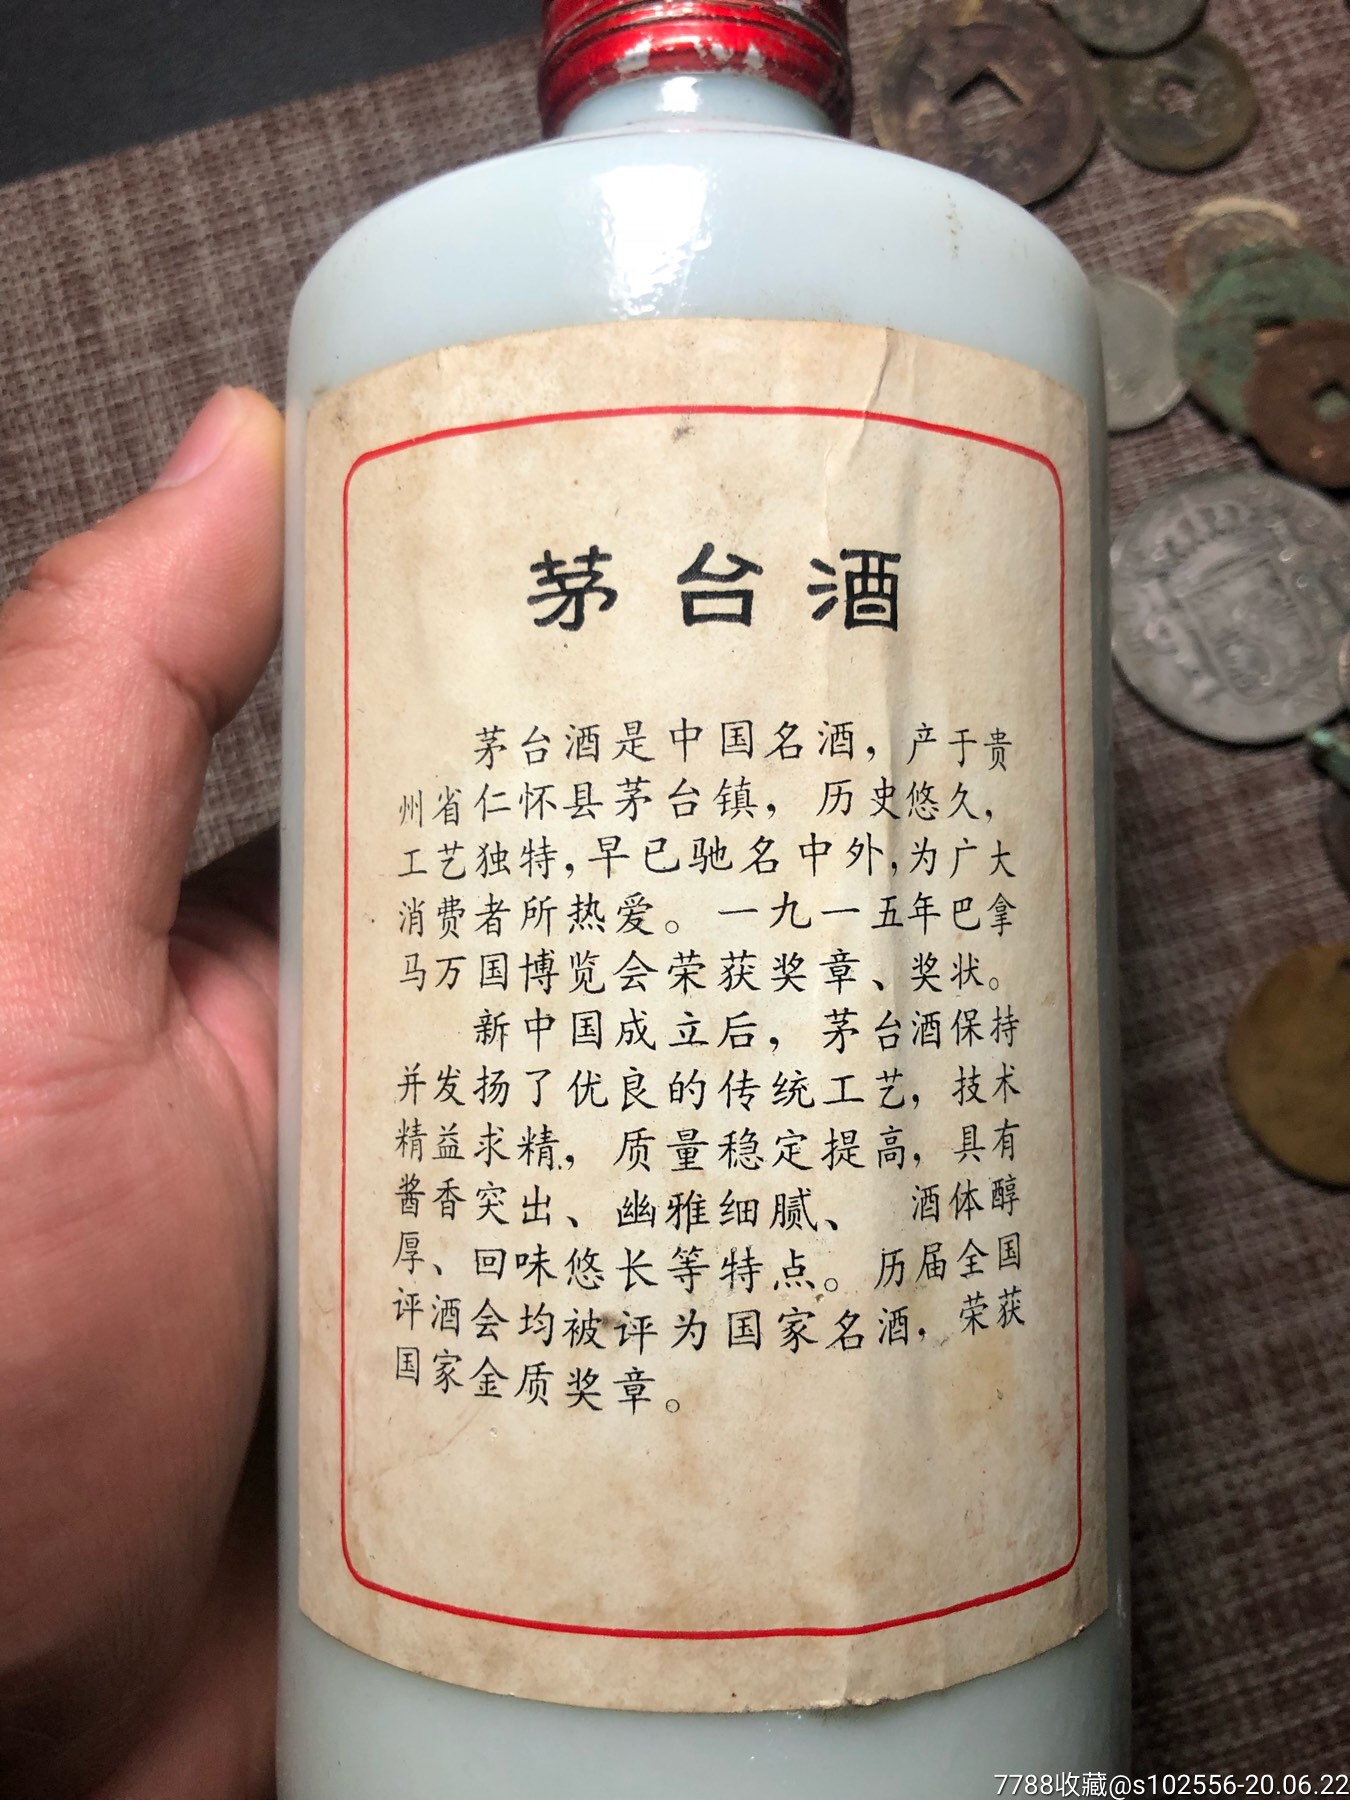 茅台酒
茅台酒是中国名酒，产于贵
州省仁怀县茅台镇，历史悠久，
工艺独特，早已驰名中外，为广大
消费者所热爱。一九一五年巴拿
马万国博览会荣获奖章、奖状。
新中国成立后，茅台酒保持
并发扬了优良的传统工艺，技术
精益求精，质量稳定提高，具有
酱香突出、幽雅细腻、酒体醇
厚、回味悠长等特点。历届全国
评酒会均被评为国家名酒，荣获
国家金质奖章。
7788收藏@s102556-20.06.22